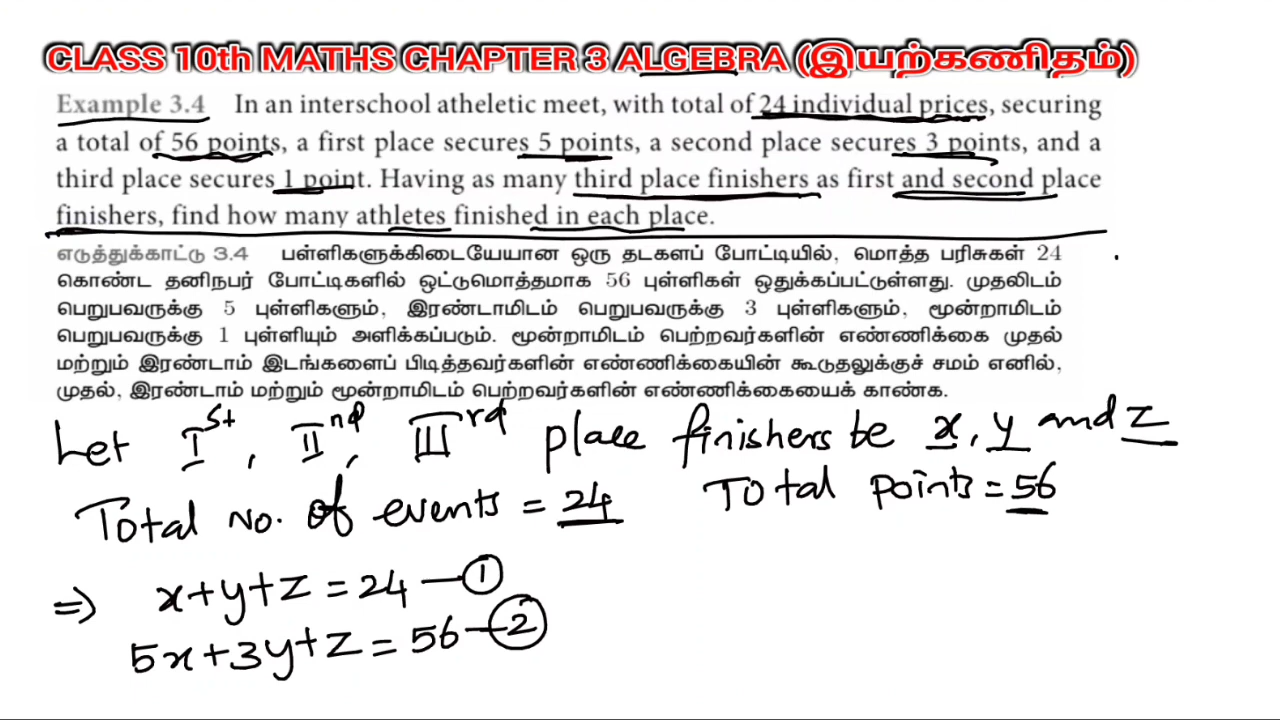 CLASS 10th MATHS CHAPTER 3 ALGEBRA (இயற்கணிதம்)
Example 3.4 In an interschool atheletic meet, with total of 24 individual prices, securing
a total of 56 points, a first place secures 5 points, a second place secures 3 points, and a
third place secures 1 point. Having as many third place finishers as first and second place
finishers, find how many athletes finished in each place.
எடுத்துக்காட்டு 3.4 பள்ளிகளுக்கிடையேயான ஒரு தடகளப் போட்டியில், மொத்த பரிசுகள் 24
கொண்ட தனிநபர் போட்டிகளில் ஒட்டுமொத்தமாக 56 புள்ளிகள் ஒதுக்கப்பட்டுள்ளது. முதலிடம்
பெறுபவருக்கு 5 புள்ளிகளும், இரண்டாமிடம் பெறுபவருக்கு 3 புள்ளிகளும், மூன்றாமிடம்
பெறுபவருக்கு 1 புள்ளியும் அளிக்கப்படும். மூன்றாமிடம் பெற்றவர்களின் எண்ணிக்கை முதல்
மற்றும் இரண்டாம் இடங்களைப் பிடித்தவர்களின் எண்ணிக்கையின் கூடுதலுக்குச் சமம் எனில்,
முதல், இரண்டாம் மற்றும் மூன்றாமிடம் பெற்றவர்களின் எண்ணிக்கையைக் காண்க.
Let I st, II nd, III rd place finishers be x, y and z
Total No. of events = 24 Total points = 56
⇒ x+y+z = 24 — ①
5x+3y+z = 56 — ②